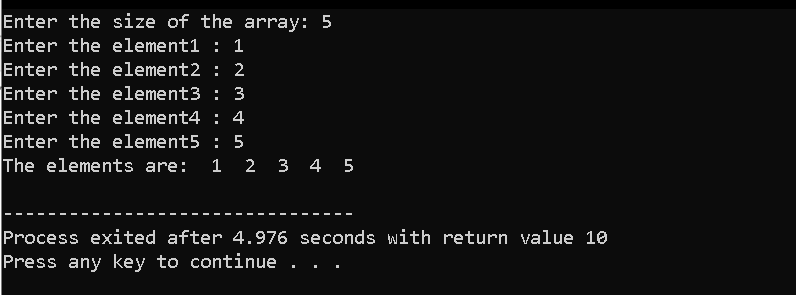 Enter the size of the array: 5
Enter the element1 : 1
Enter the element2 : 2
Enter the element3 : 3
Enter the element4 : 4
Enter the element5 : 5
The elements are:  1  2  3  4  5
--------------------------------
Process exited after 4.976 seconds with return value 10
Press any key to continue . . .